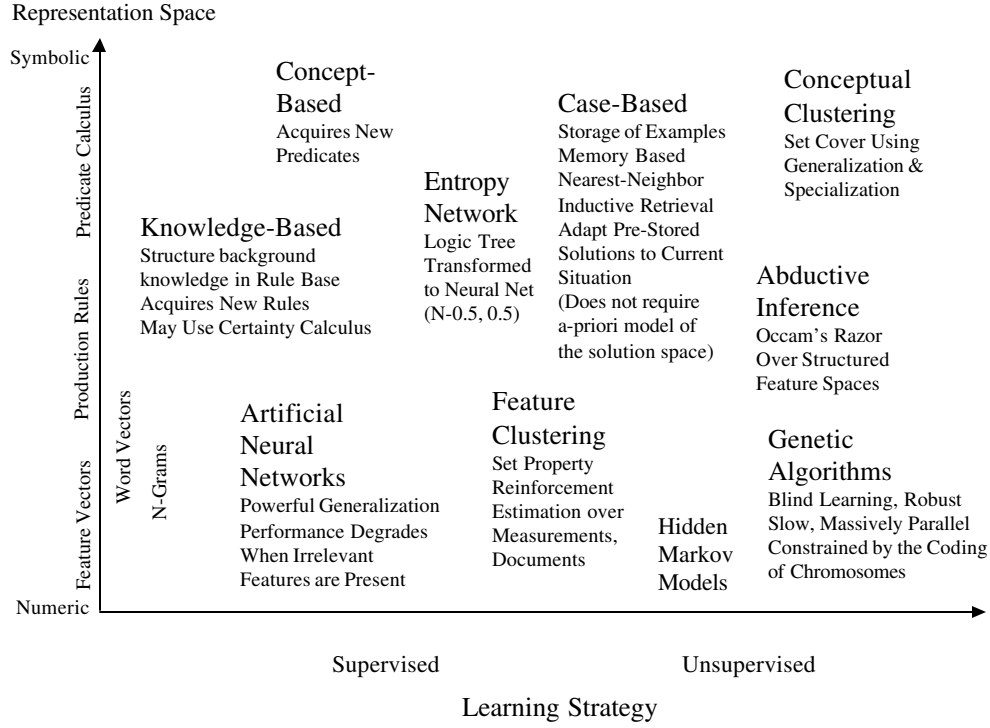 Representation Space
Symbolic
Predicate Calculus
Production Rules
Feature Vectors
Numeric
Word Vectors
N-Grams
Concept-
Based
Acquires New
Predicates
Knowledge-Based
Structure background
knowledge in Rule Base
Acquires New Rules
May Use Certainty Calculus
Entropy
Network
Logic Tree
Transformed
to Neural Net
(N-0.5, 0.5)
Case-Based
Storage of Examples
Memory Based
Nearest-Neighbor
Inductive Retrieval
Adapt Pre-Stored
Solutions to Current
Situation
(Does not require
a-priori model of
the solution space)
Conceptual
Clustering
Set Cover Using
Generalization &
Specialization
Abductive
Inference
Occam's Razor
Over Structured
Feature Spaces
Artificial
Neural
Networks
Powerful Generalization
Performance Degrades
When Irrelevant
Features are Present
Feature
Clustering
Set Property
Reinforcement
Estimation over
Measurements,
Documents
Hidden
Markov
Models
Genetic
Algorithms
Blind Learning, Robust
Slow, Massively Parallel
Constrained by the Coding
of Chromosomes
Supervised
Unsupervised
Learning Strategy